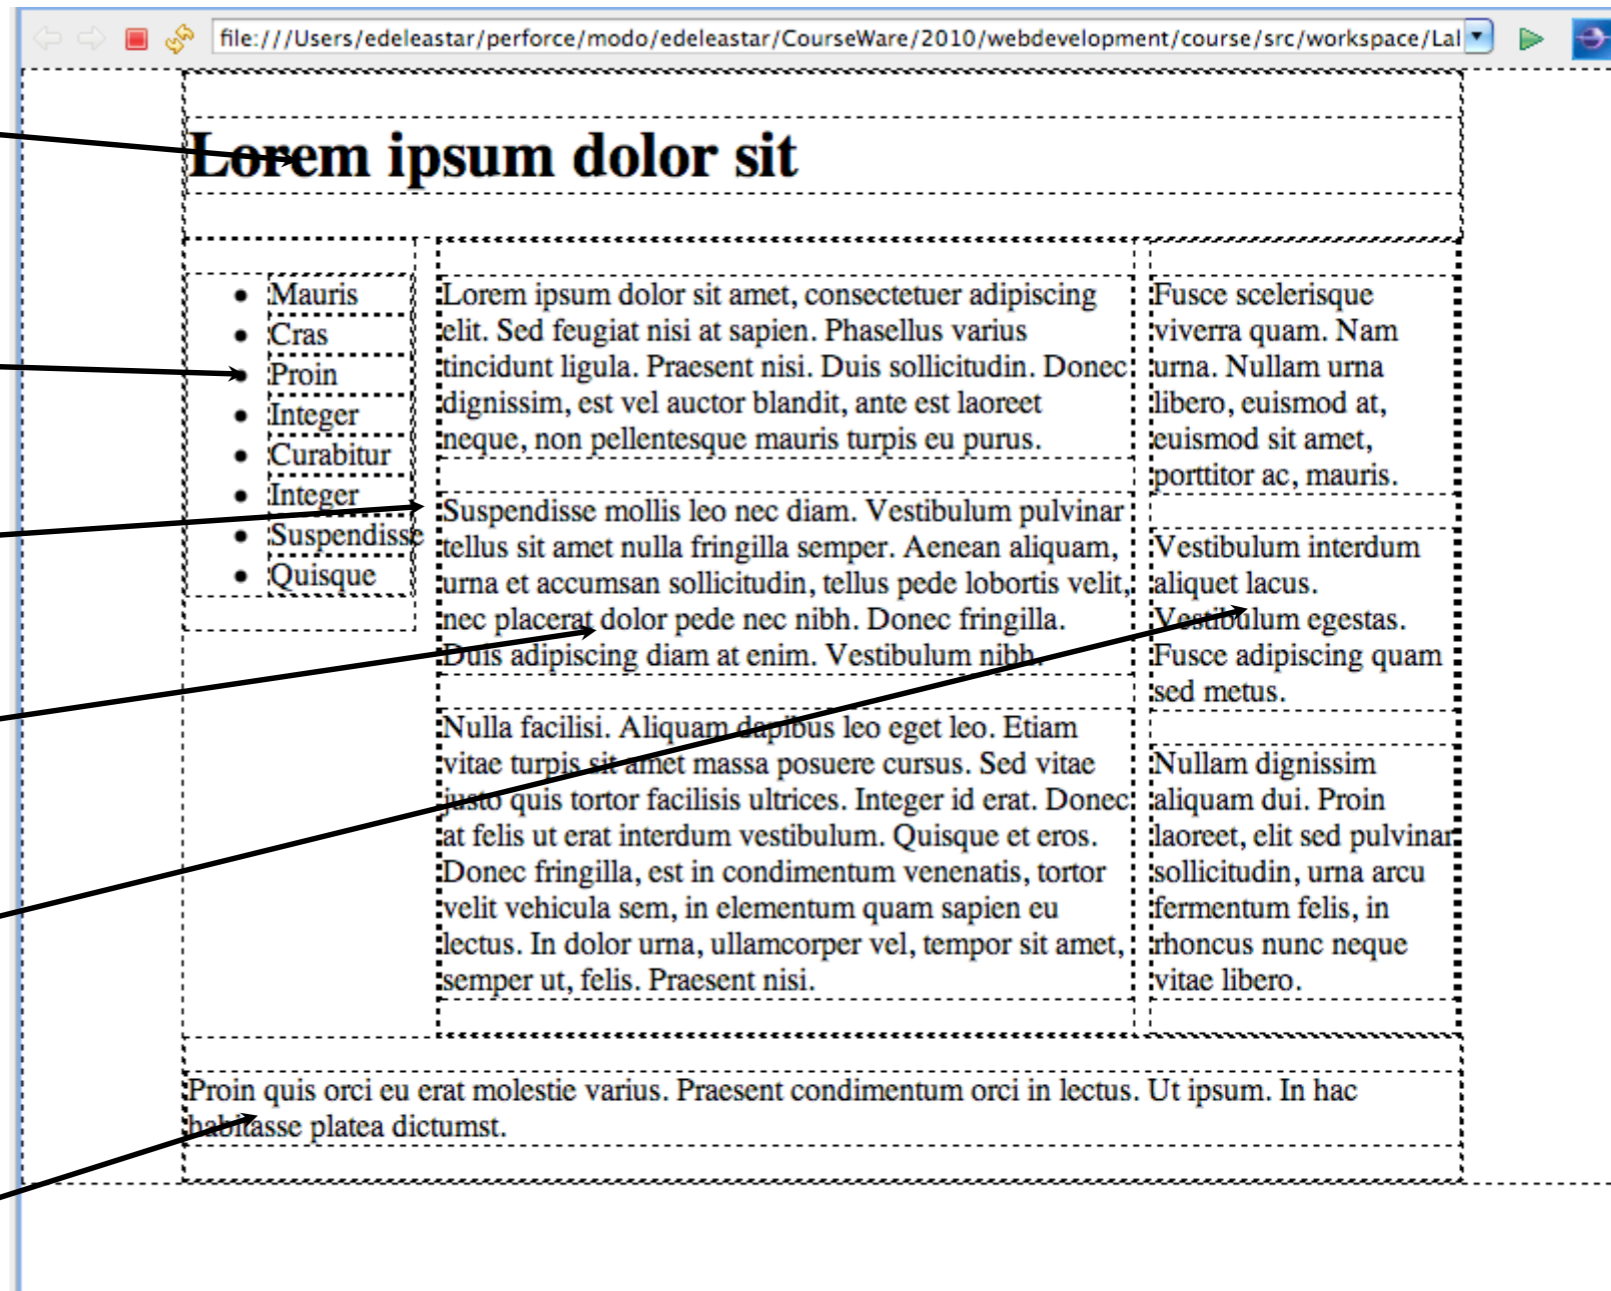 file:///Users/edeleastar/perforce/modo/edeleastar/CourseWare/2010/webdevelopment/course/src/workspace/Lal
Lorem ipsum dolor sit
• Mauris
• Cras
• Proin
• Integer
• Curabitur
• Integer
• Suspendisse
• Quisque
Lorem ipsum dolor sit amet, consectetuer adipiscing
elit. Sed feugiat nisi at sapien. Phasellus varius
tincidunt ligula. Praesent nisi. Duis sollicitudin. Donec
dignissim, est vel auctor blandit, ante est laoreet
neque, non pellentesque mauris turpis eu purus.
Suspendisse mollis leo nec diam. Vestibulum pulvinar
tellus sit amet nulla fringilla semper. Aenean aliquam,
urna et accumsan sollicitudin, tellus pede lobortis velit,
nec placerat dolor pede nec nibh. Donec fringilla.
Duis adipiscing diam at enim. Vestibulum nibh.
Nulla facilisi. Aliquam dapibus leo eget leo. Etiam
vitae turpis sit amet massa posuere cursus. Sed vitae
justo quis tortor facilisis ultrices. Integer id erat. Donec
at felis ut erat interdum vestibulum. Quisque et eros.
Donec fringilla, est in condimentum venenatis, tortor
velit vehicula sem, in elementum quam sapien eu
lectus. In dolor urna, ullamcorper vel, tempor sit amet,
semper ut, felis. Praesent nisi.
Fusce scelerisque
viverra quam. Nam
urna. Nullam urna
libero, euismod at,
euismod sit amet,
porttitor ac, mauris.
Vestibulum interdum
aliquet lacus.
Vestibulum egestas.
Fusce adipiscing quam
sed metus.
Nullam dignissim
aliquam dui. Proin
laoreet, elit sed pulvinar
sollicitudin, urna arcu
fermentum felis, in
rhoncus nunc neque
vitae libero.
Proin quis orci eu erat molestie varius. Praesent condimentum orci in lectus. Ut ipsum. In hac
habitasse platea dictumst.